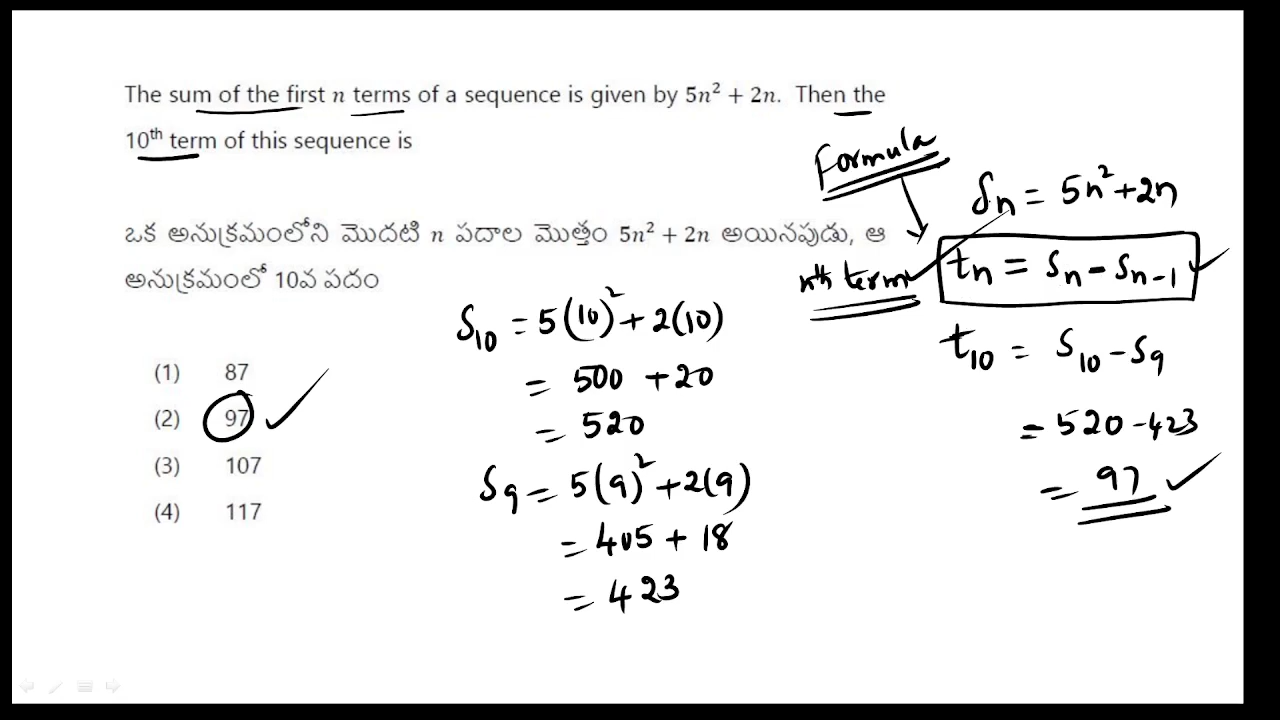 The sum of the first n terms of a sequence is given by 5n² + 2n. Then the
10ᵗʰ term of this sequence is
ఒక అనుక్రమంలోని మొదటి n పదాల మొత్తం 5n² + 2n అయినపుడు, ఆ
అనుక్రమంలో 10వ పదం
(1) 87
(2) 97
(3) 107
(4) 117
S₁₀ = 5(10)² + 2(10)
= 500 + 20
= 520
S₉ = 5(9)² + 2(9)
= 405 + 18
= 423
Formula
Sₙ = 5n² + 2n
nth term
tₙ = Sₙ - Sₙ₋₁
t₁₀ = S₁₀ - S₉
= 520 - 423
= 97